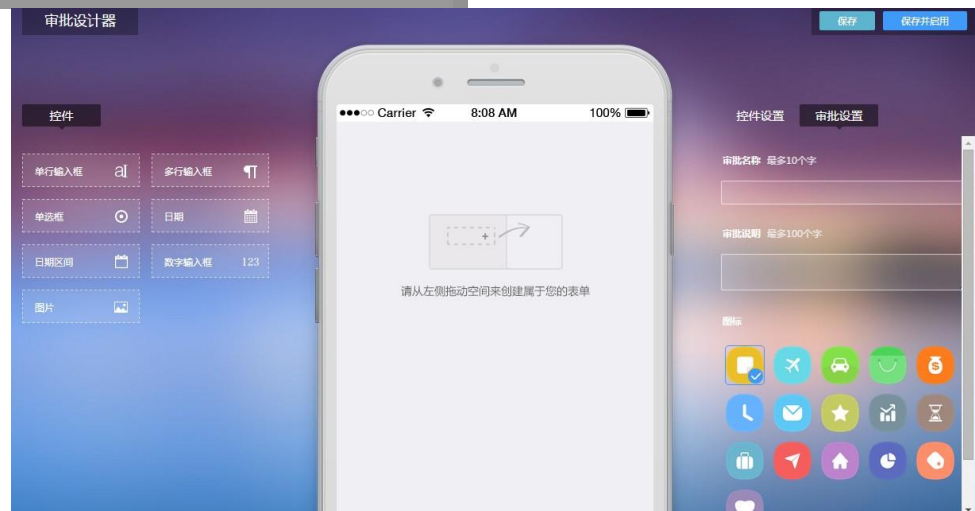 审批设计器
保存 保存并启用
控件
单行输入框 aI 多行输入框
单选框 日期
日期区间 数字输入框 123
图片
Carrier 8:08 AM 100%
请从左侧拖动空间来创建属于您的表单
控件设置 审批设置
审批名称 最多10个字
审批说明 最多100个字
图标